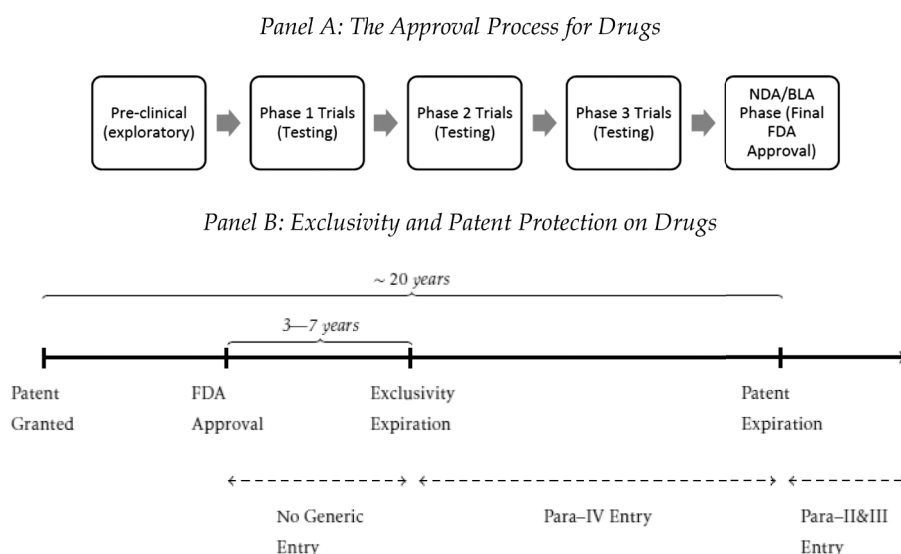 Panel A: The Approval Process for Drugs
Pre-clinical
(exploratory)
Phase 1 Trials
(Testing)
Phase 2 Trials
(Testing)
Phase 3 Trials
(Testing)
NDA/BLA
Phase (Final
FDA
Approval)
Panel B: Exclusivity and Patent Protection on Drugs
~ 20 years
3—7 years
Patent
Granted
FDA
Approval
Exclusivity
Expiration
Patent
Expiration
No Generic
Entry
Para–IV Entry
Para–II&III
Entry